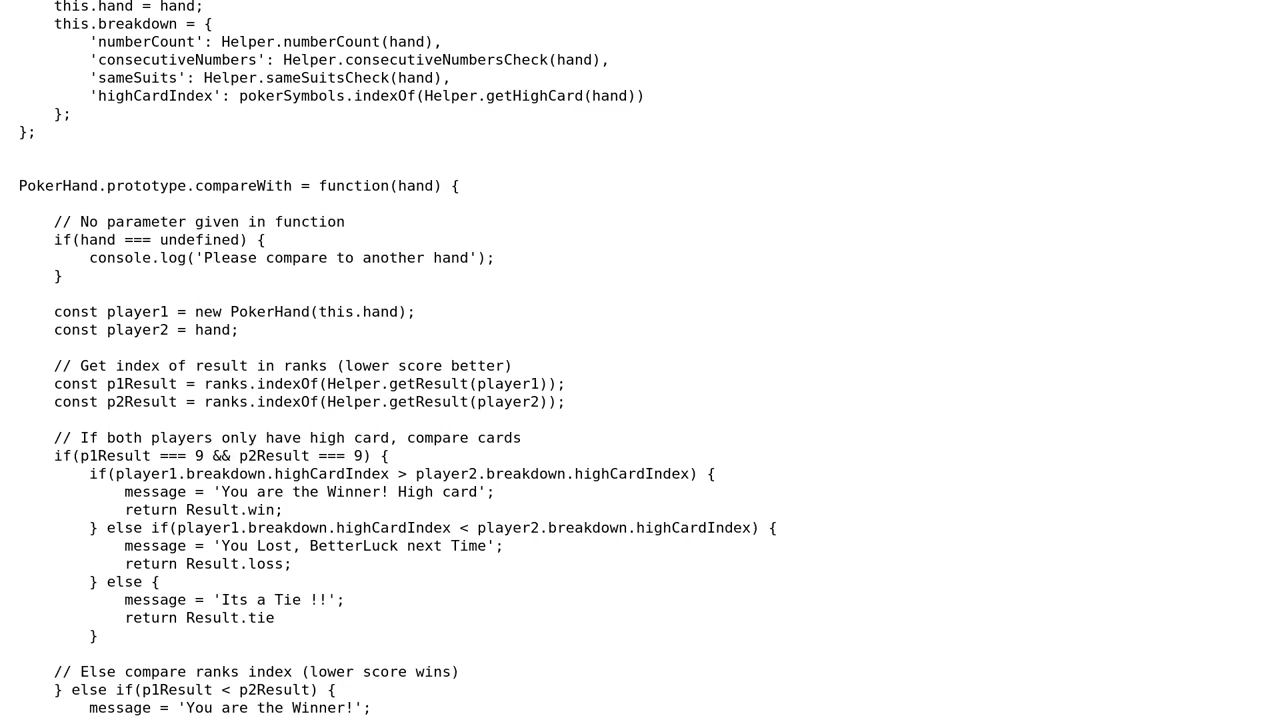 this.hand = hand;
    this.breakdown = {
        'numberCount': Helper.numberCount(hand),
        'consecutiveNumbers': Helper.consecutiveNumbersCheck(hand),
        'sameSuits': Helper.sameSuitsCheck(hand),
        'highCardIndex': pokerSymbols.indexOf(Helper.getHighCard(hand))
    };
};


PokerHand.prototype.compareWith = function(hand) {

    // No parameter given in function
    if(hand === undefined) {
        console.log('Please compare to another hand');
    }

    const player1 = new PokerHand(this.hand);
    const player2 = hand;

    // Get index of result in ranks (lower score better)
    const p1Result = ranks.indexOf(Helper.getResult(player1));
    const p2Result = ranks.indexOf(Helper.getResult(player2));

    // If both players only have high card, compare cards
    if(p1Result === 9 && p2Result === 9) {
        if(player1.breakdown.highCardIndex > player2.breakdown.highCardIndex) {
            message = 'You are the Winner! High card';
            return Result.win;
        } else if(player1.breakdown.highCardIndex < player2.breakdown.highCardIndex) {
            message = 'You Lost, BetterLuck next Time';
            return Result.loss;
        } else {
            message = 'Its a Tie !!';
            return Result.tie
        }

    // Else compare ranks index (lower score wins)
    } else if(p1Result < p2Result) {
        message = 'You are the Winner!';